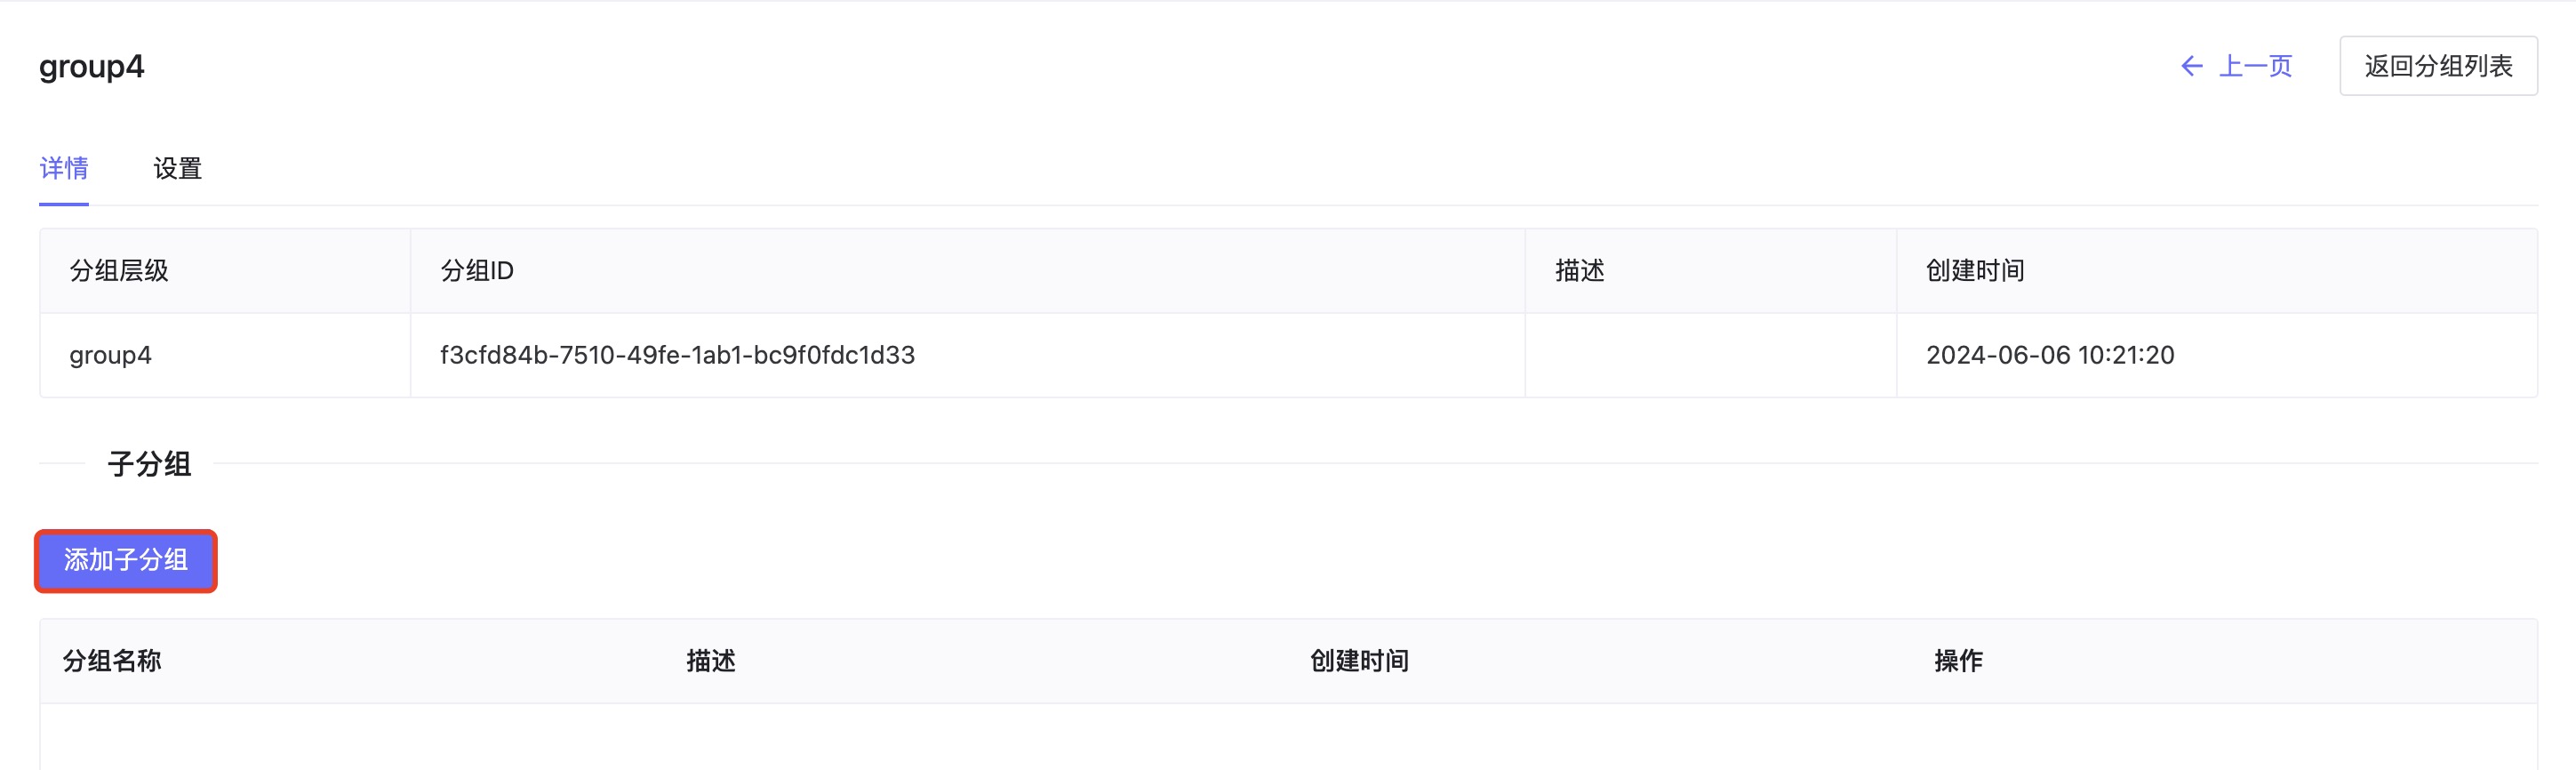 group4
← 上一页
返回分组列表
详情 设置
分组层级 分组ID 描述 创建时间
group4 f3cfd84b-7510-49fe-1ab1-bc9f0fdc1d33 2024-06-06 10:21:20
子分组
添加子分组
分组名称 描述 创建时间 操作